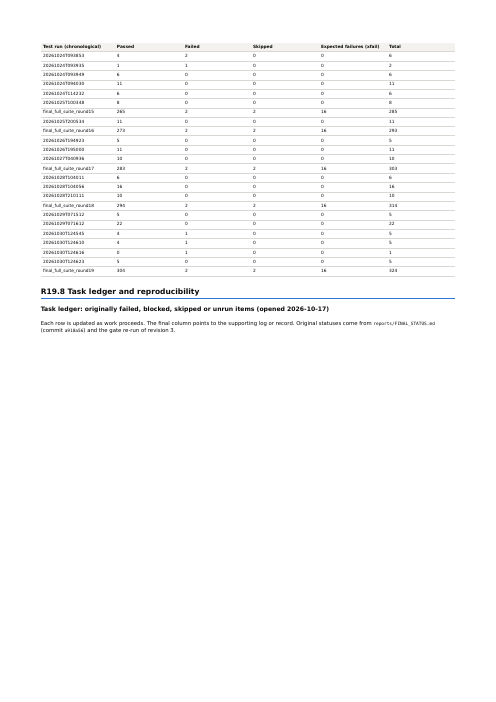 Test run (chronological) Passed Failed Skipped Expected failures (xfail) Total
20261024T093853 4 2 0 0 6
20261024T093935 1 1 0 0 2
20261024T093949 6 0 0 0 6
20261024T094030 11 0 0 0 11
20261024T114232 6 0 0 0 6
20261025T100348 8 0 0 0 8
final_full_suite_round15 265 2 2 16 285
20261025T200534 11 0 0 0 11
final_full_suite_round16 273 2 2 16 293
20261026T194923 5 0 0 0 5
20261026T195000 11 0 0 0 11
20261027T040936 10 0 0 0 10
final_full_suite_round17 283 2 2 16 303
20261028T104011 6 0 0 0 6
20261028T104056 16 0 0 0 16
20261028T210111 10 0 0 0 10
final_full_suite_round18 294 2 2 16 314
20261029T071512 5 0 0 0 5
20261029T071612 22 0 0 0 22
20261030T124545 4 1 0 0 5
20261030T124610 4 1 0 0 5
20261030T124616 0 1 0 0 1
20261030T124623 5 0 0 0 5
final_full_suite_round19 304 2 2 16 324
R19.8 Task ledger and reproducibility
Task ledger: originally failed, blocked, skipped or unrun items (opened 2026-10-17)
Each row is updated as work proceeds. The final column points to the supporting log or record. Original statuses come from reports/FINAL_STATUS.md
(commit ) and the gate re-run of revision 3.